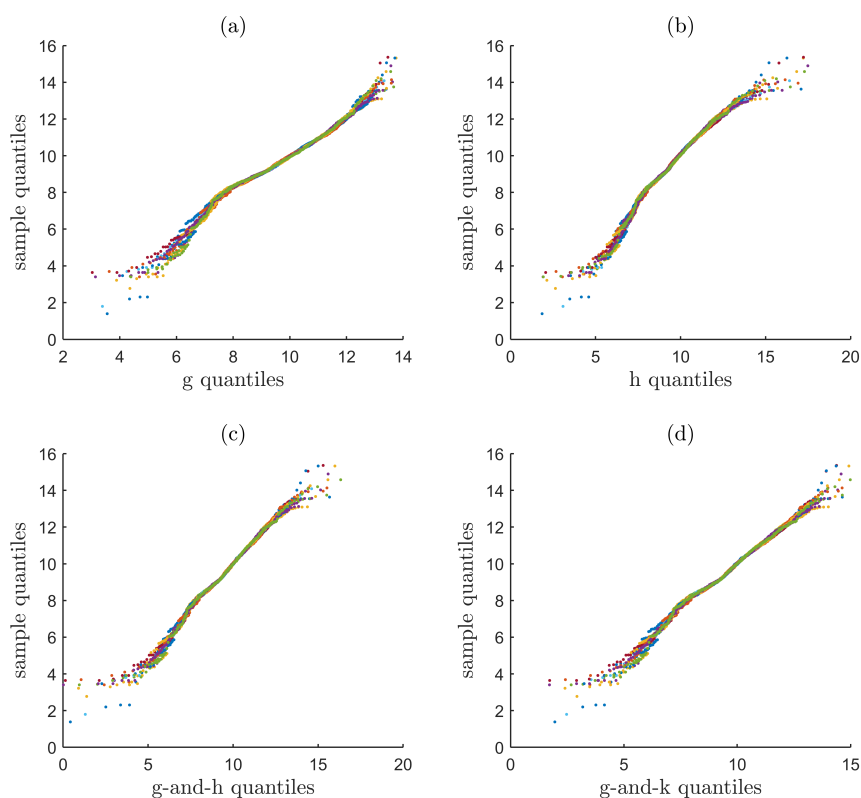 (a)
16
14
12
10
8
6
4
2
0
sample quantiles
2 4 6 8 10 12 14
g quantiles
(b)
16
14
12
10
8
6
4
2
0
sample quantiles
0 5 10 15 20
h quantiles
(c)
16
14
12
10
8
6
4
2
0
sample quantiles
0 5 10 15 20
g-and-h quantiles
(d)
16
14
12
10
8
6
4
2
0
sample quantiles
0 5 10 15
g-and-k quantiles